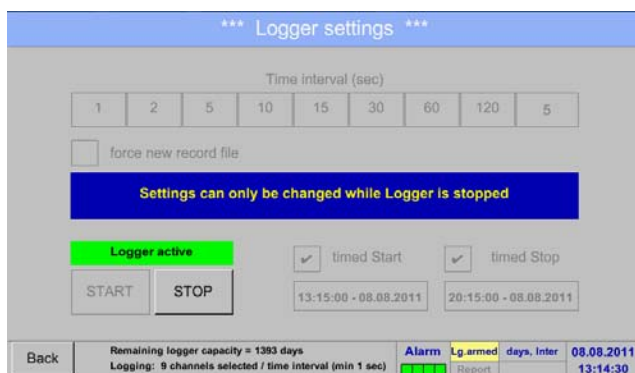 *** Logger settings ***
Time interval (sec)
1 2 5 10 15 30 60 120 5
force new record file
Settings can only be changed while Logger is stopped
Logger active
timed Start
timed Stop
START
STOP
13:15:00 - 08.08.2011
20:15:00 - 08.08.2011
Back
Remaining logger capacity = 1393 days
Logging: 9 channels selected / time interval (min 1 sec)
Alarm
Lg.armed
Report
days, Inter
08.08.2011
13:14:30